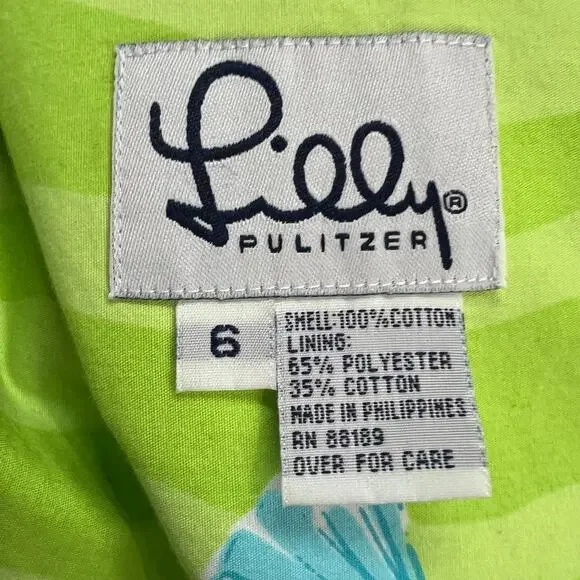 Lilly®
PULITZER
6
SHELL:100%COTTON
LINING:
65% POLYESTER
35% COTTON
MADE IN PHILIPPINES
RN 88189
OVER FOR CARE